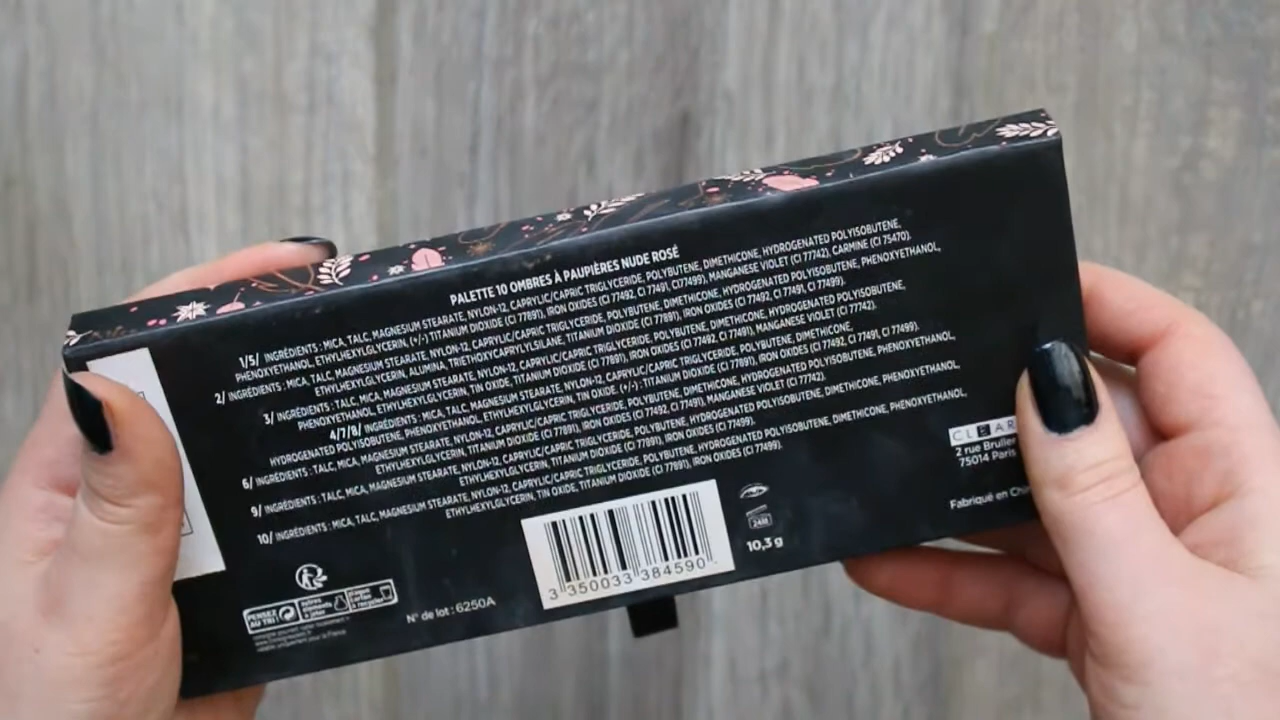 PALETTE 10 OMBRES À PAUPIÈRES NUDE ROSÉ
1/5/ INGRÉDIENTS : MICA, TALC, MAGNESIUM STEARATE, NYLON-12, CAPRYLIC/CAPRIC TRIGLYCERIDE, POLYBUTENE, DIMETHICONE, HYDROGENATED POLYISOBUTENE,
PHENOXYETHANOL, ETHYLHEXYLGLYCERIN, (+/-) TITANIUM DIOXIDE (CI 77891), IRON OXIDES (CI 77492, CI 77491, CI77499), MANGANESE VIOLET (CI 77742), CARMINE (CI 75470).
2/ INGRÉDIENTS : MICA, TALC, MAGNESIUM STEARATE, NYLON-12, CAPRYLIC/CAPRIC TRIGLYCERIDE, POLYBUTENE, DIMETHICONE, HYDROGENATED POLYISOBUTENE, PHENOXYETHANOL,
ETHYLHEXYLGLYCERIN, ALUMINA, TRIETHOXYCAPRYLYLSILANE, TITANIUM DIOXIDE (CI 77891), IRON OXIDES (CI 77492, CI 77491, CI 77499).
3/ INGRÉDIENTS : TALC, MICA, MAGNESIUM STEARATE, NYLON-12, CAPRYLIC/CAPRIC TRIGLYCERIDE, POLYBUTENE, DIMETHICONE, HYDROGENATED POLYISOBUTENE,
PHENOXYETHANOL, ETHYLHEXYLGLYCERIN, TIN OXIDE, TITANIUM DIOXIDE (CI 77891), IRON OXIDES (CI 77492, CI 77491), MANGANESE VIOLET (CI 77742).
4/7/8/ INGRÉDIENTS : MICA, TALC, MAGNESIUM STEARATE, NYLON-12, CAPRYLIC/CAPRIC TRIGLYCERIDE, POLYBUTENE, DIMETHICONE,
HYDROGENATED POLYISOBUTENE, PHENOXYETHANOL, ETHYLHEXYLGLYCERIN, TIN OXIDE, (+/-) : TITANIUM DIOXIDE (CI 77891), IRON OXIDES (CI 77492, CI 77491, CI 77499).
6/ INGRÉDIENTS : TALC, MICA, MAGNESIUM STEARATE, NYLON-12, CAPRYLIC/CAPRIC TRIGLYCERIDE, POLYBUTENE, DIMETHICONE, HYDROGENATED POLYISOBUTENE, PHENOXYETHANOL,
ETHYLHEXYLGLYCERIN, TITANIUM DIOXIDE (CI 77891), IRON OXIDES (CI 77492, CI 77491), MANGANESE VIOLET (CI 77742).
9/ INGRÉDIENTS : TALC, MICA, MAGNESIUM STEARATE, NYLON-12, CAPRYLIC/CAPRIC TRIGLYCERIDE, POLYBUTENE, HYDROGENATED POLYISOBUTENE, DIMETHICONE, PHENOXYETHANOL,
ETHYLHEXYLGLYCERIN, TITANIUM DIOXIDE (CI 77891), IRON OXIDE (CI 77499).
10/ INGRÉDIENTS : MICA, TALC, MAGNESIUM STEARATE, NYLON-12, CAPRYLIC/CAPRIC TRIGLYCERIDE, POLYBUTENE, HYDROGENATED POLYISOBUTENE, DIMETHICONE, PHENOXYETHANOL,
ETHYLHEXYLGLYCERIN, TIN OXIDE, TITANIUM DIOXIDE (CI 77891), IRON OXIDES (CI 77499).
CLEAR
2 rue
75014 Paris
Fabriqué en
24M
10,3 g
3 350033 384590
N° de lot : 6250A
PENSEZ
AU TRI !